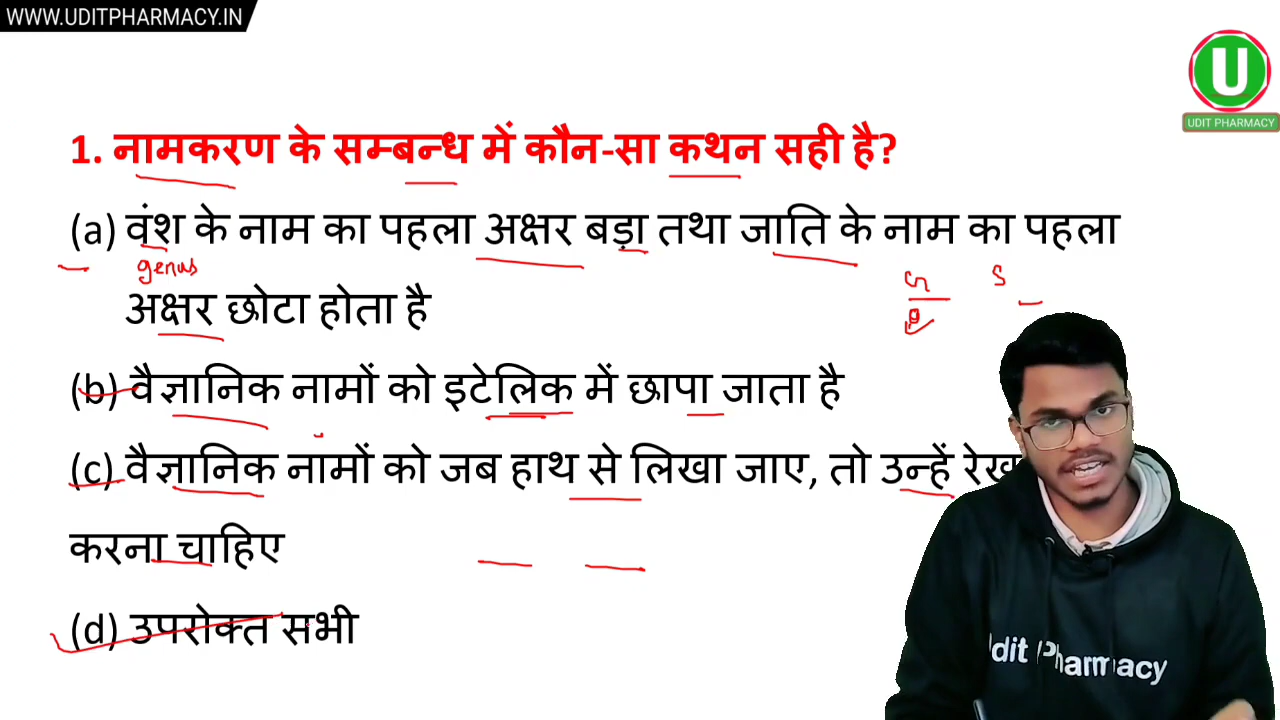 WWW.UDITPHARMACY.IN
U
UDIT PHARMACY
1. नामकरण के सम्बन्ध में कौन-सा कथन सही है?
(a) वंश के नाम का पहला अक्षर बड़ा तथा जाति के नाम का पहला
genus
अक्षर छोटा होता है
G S
(b) वैज्ञानिक नामों को इटेलिक में छापा जाता है
(c) वैज्ञानिक नामों को जब हाथ से लिखा जाए, तो उन्हें
करना चाहिए
(d) उपरोक्त सभी
Udit Pharmacy